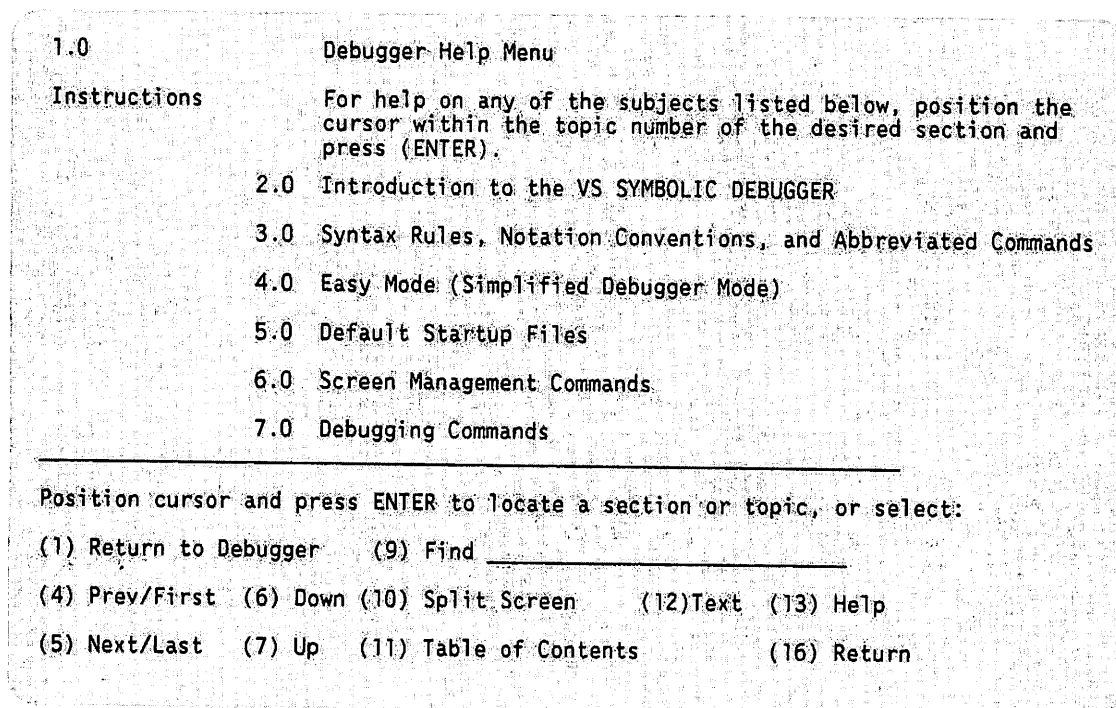 1.0 Debugger Help Menu
Instructions For help on any of the subjects listed below, position the
cursor within the topic number of the desired section and
press (ENTER).
2.0 Introduction to the VS SYMBOLIC DEBUGGER
3.0 Syntax Rules, Notation Conventions, and Abbreviated Commands
4.0 Easy Mode (Simplified Debugger Mode)
5.0 Default Startup Files
6.0 Screen Management Commands
7.0 Debugging Commands
Position cursor and press ENTER to locate a section or topic, or select:
(1) Return to Debugger (9) Find
(4) Prev/First (6) Down (10) Split Screen (12)Text (13) Help
(5) Next/Last (7) Up (11) Table of Contents (16) Return